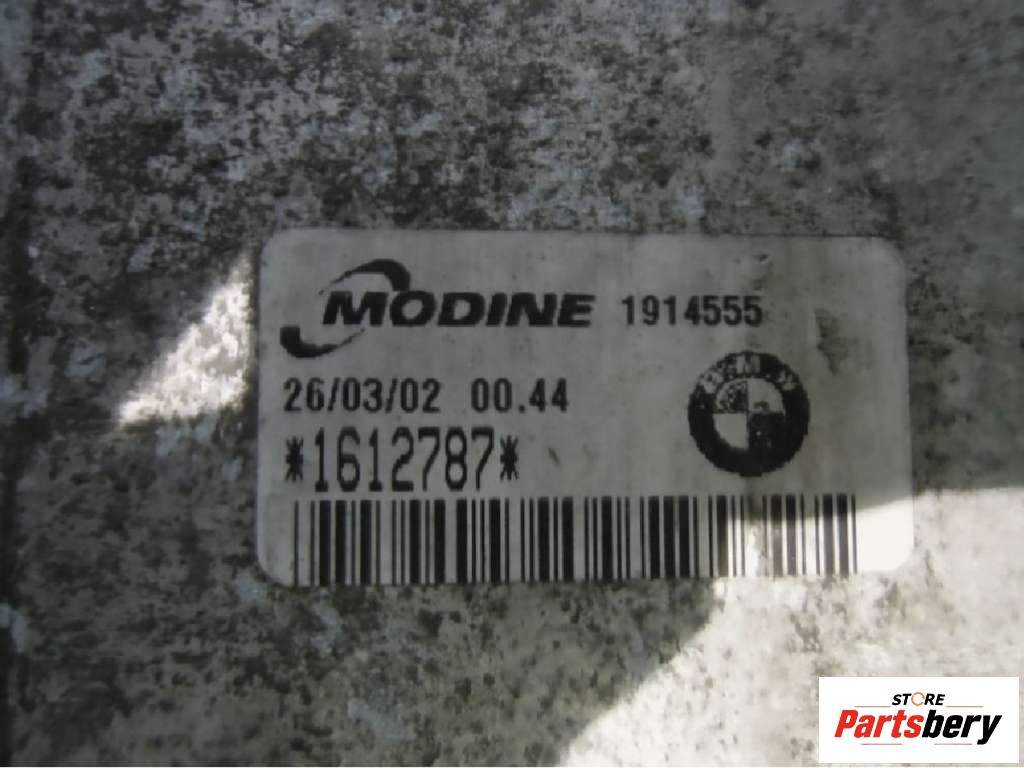 MODINE 1914555
26/03/02 00.44
B.M.W
*1612787*
STORE
Partsbery